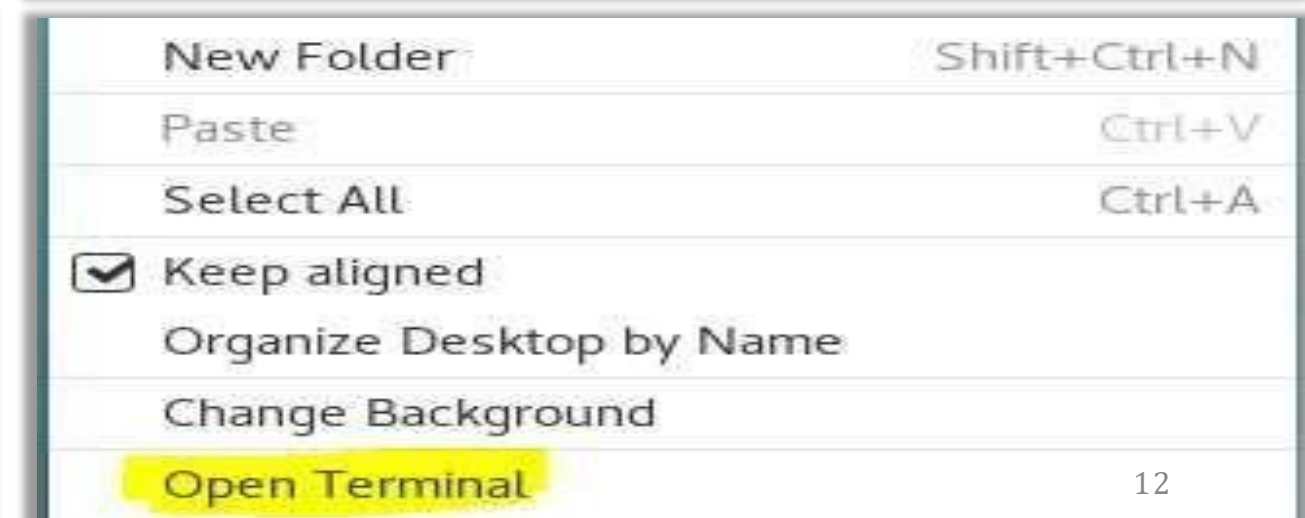 New Folder Shift+Ctrl+N
Paste Ctrl+V
Select All Ctrl+A
Keep aligned
Organize Desktop by Name
Change Background
Open Terminal 12